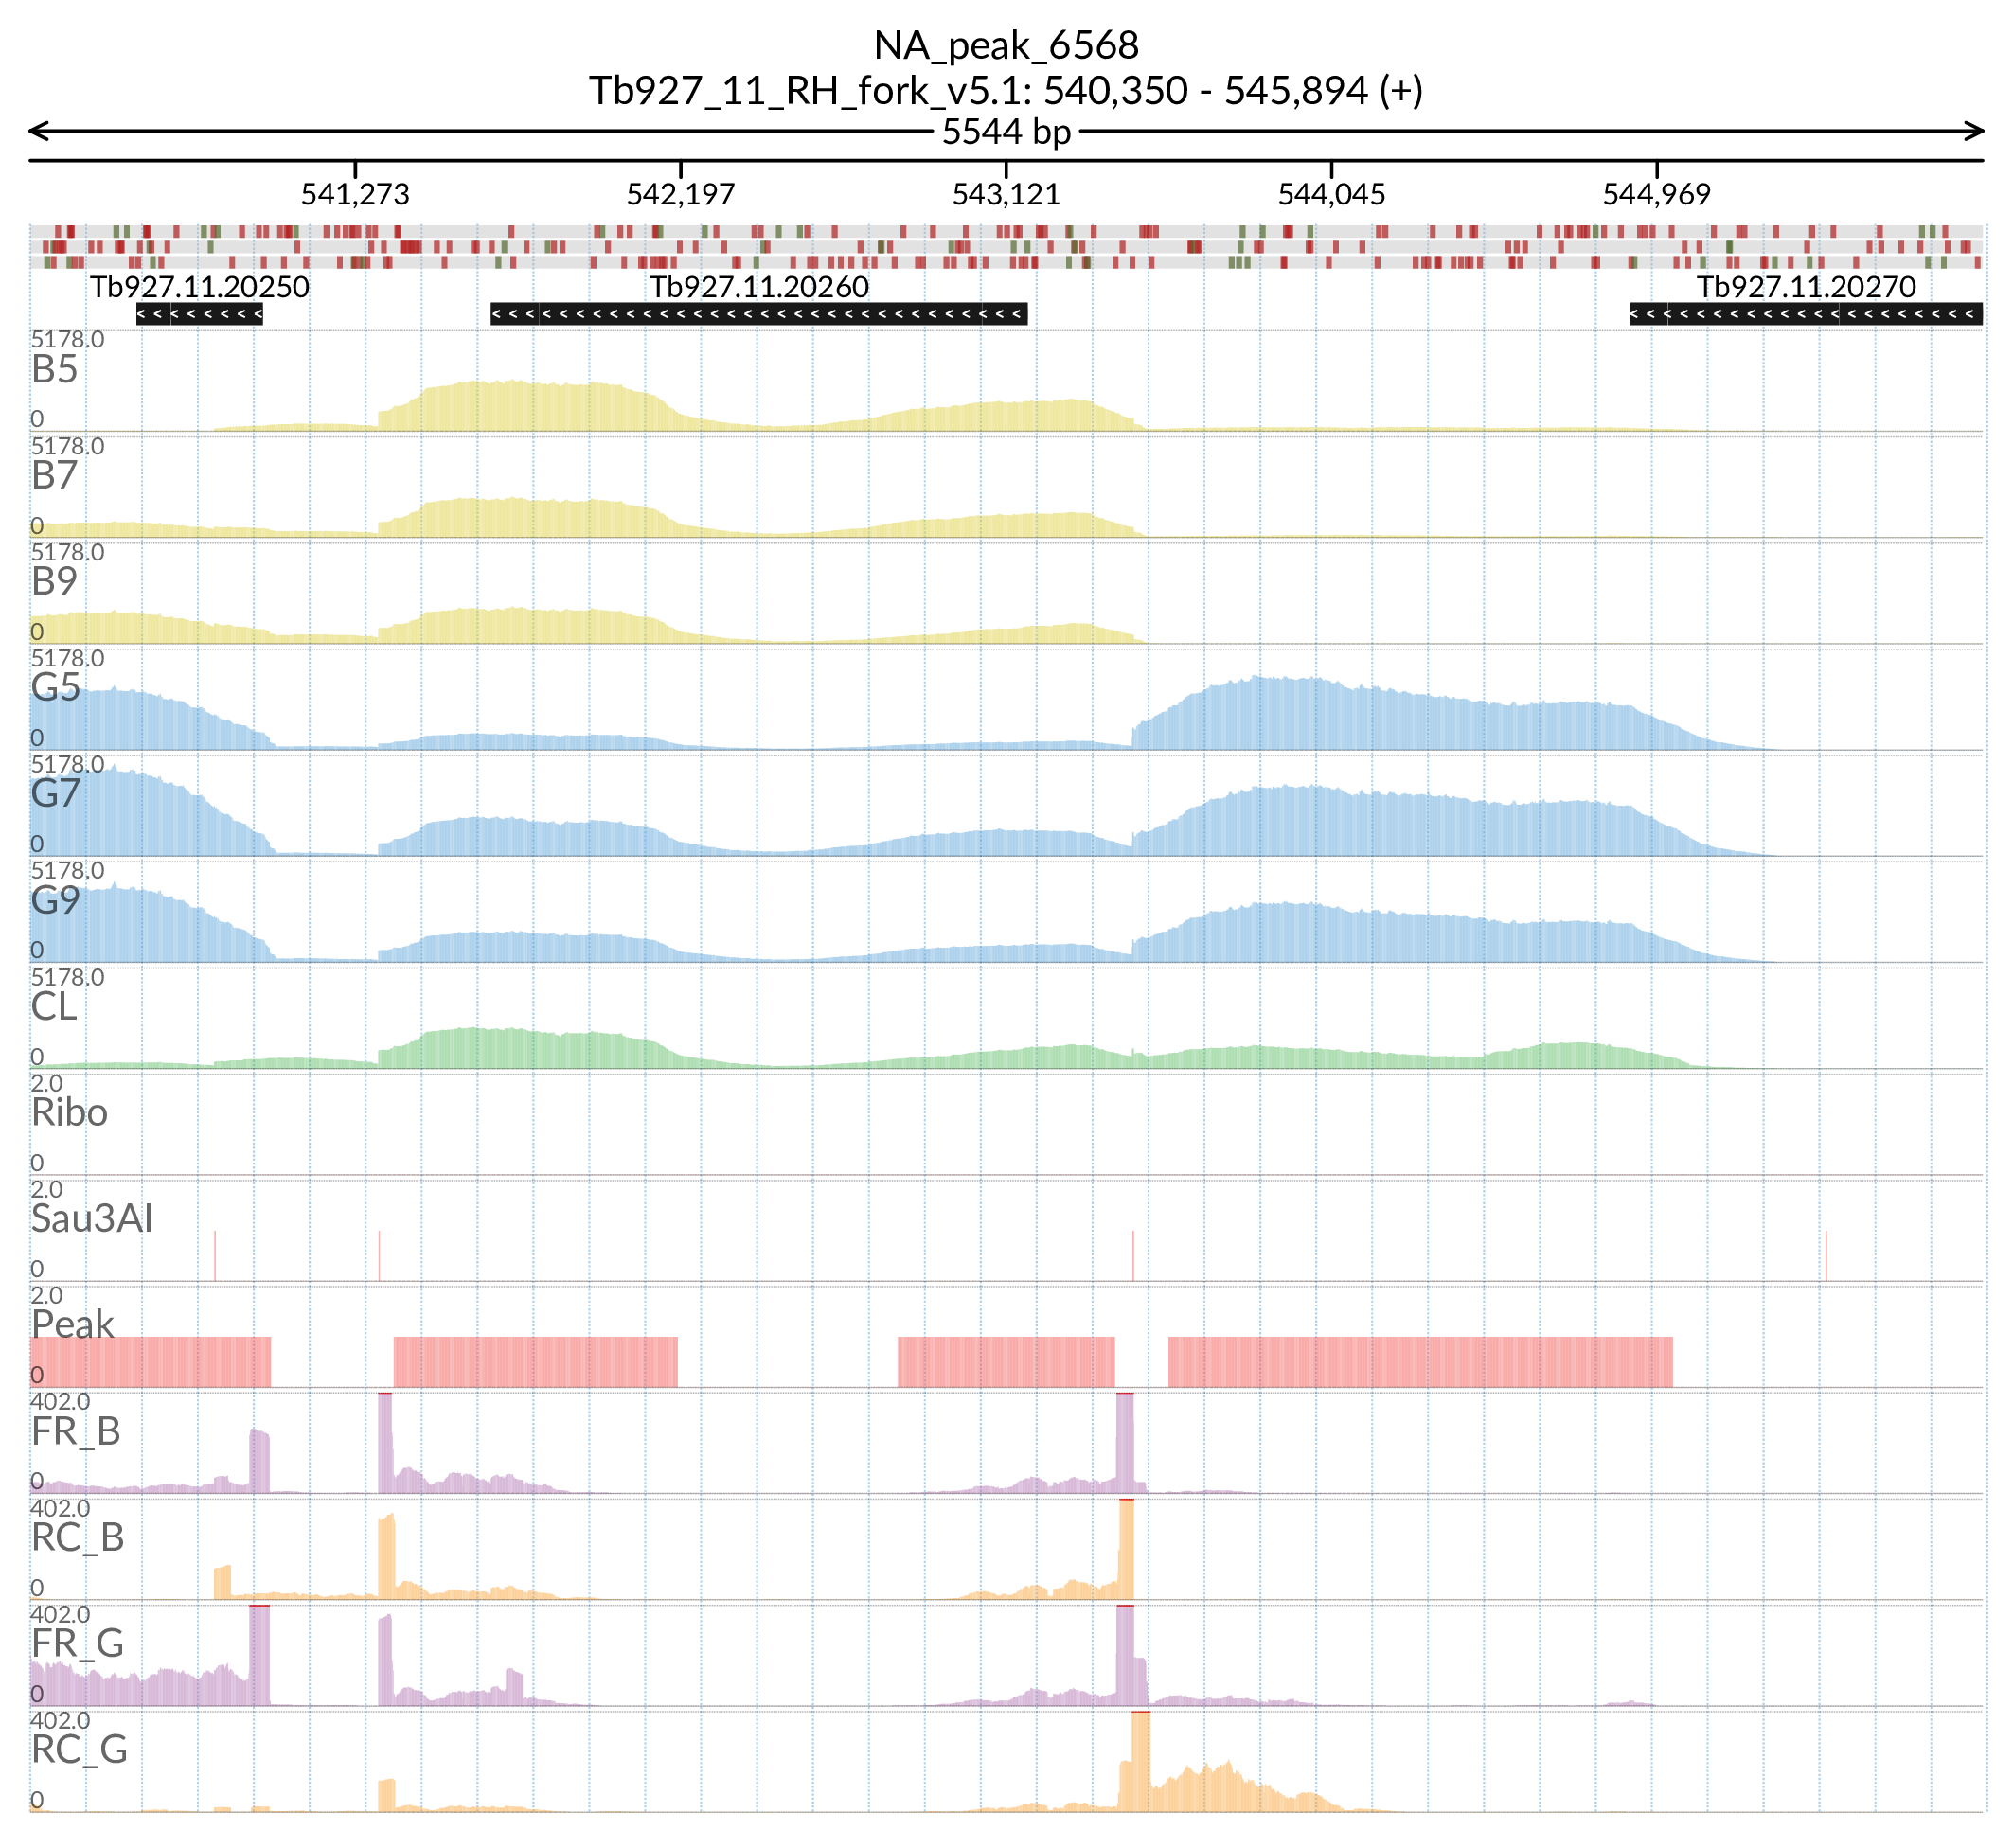 NA_peak_6568
Tb927_11_RH_fork_v5.1: 540,350 - 545,894 (+)
5544 bp
541,273 542,197 543,121 544,045 544,969
Tb927.11.20250 Tb927.11.20260 Tb927.11.20270
5178.0
B5
0
5178.0
B7
0
5178.0
B9
0
5178.0
G5
0
5178.0
G7
0
5178.0
G9
0
5178.0
CL
0
2.0
Ribo
0
2.0
Sau3AI
0
2.0
Peak
0
402.0
FR_B
0
402.0
RC_B
0
402.0
FR_G
0
402.0
RC_G
0